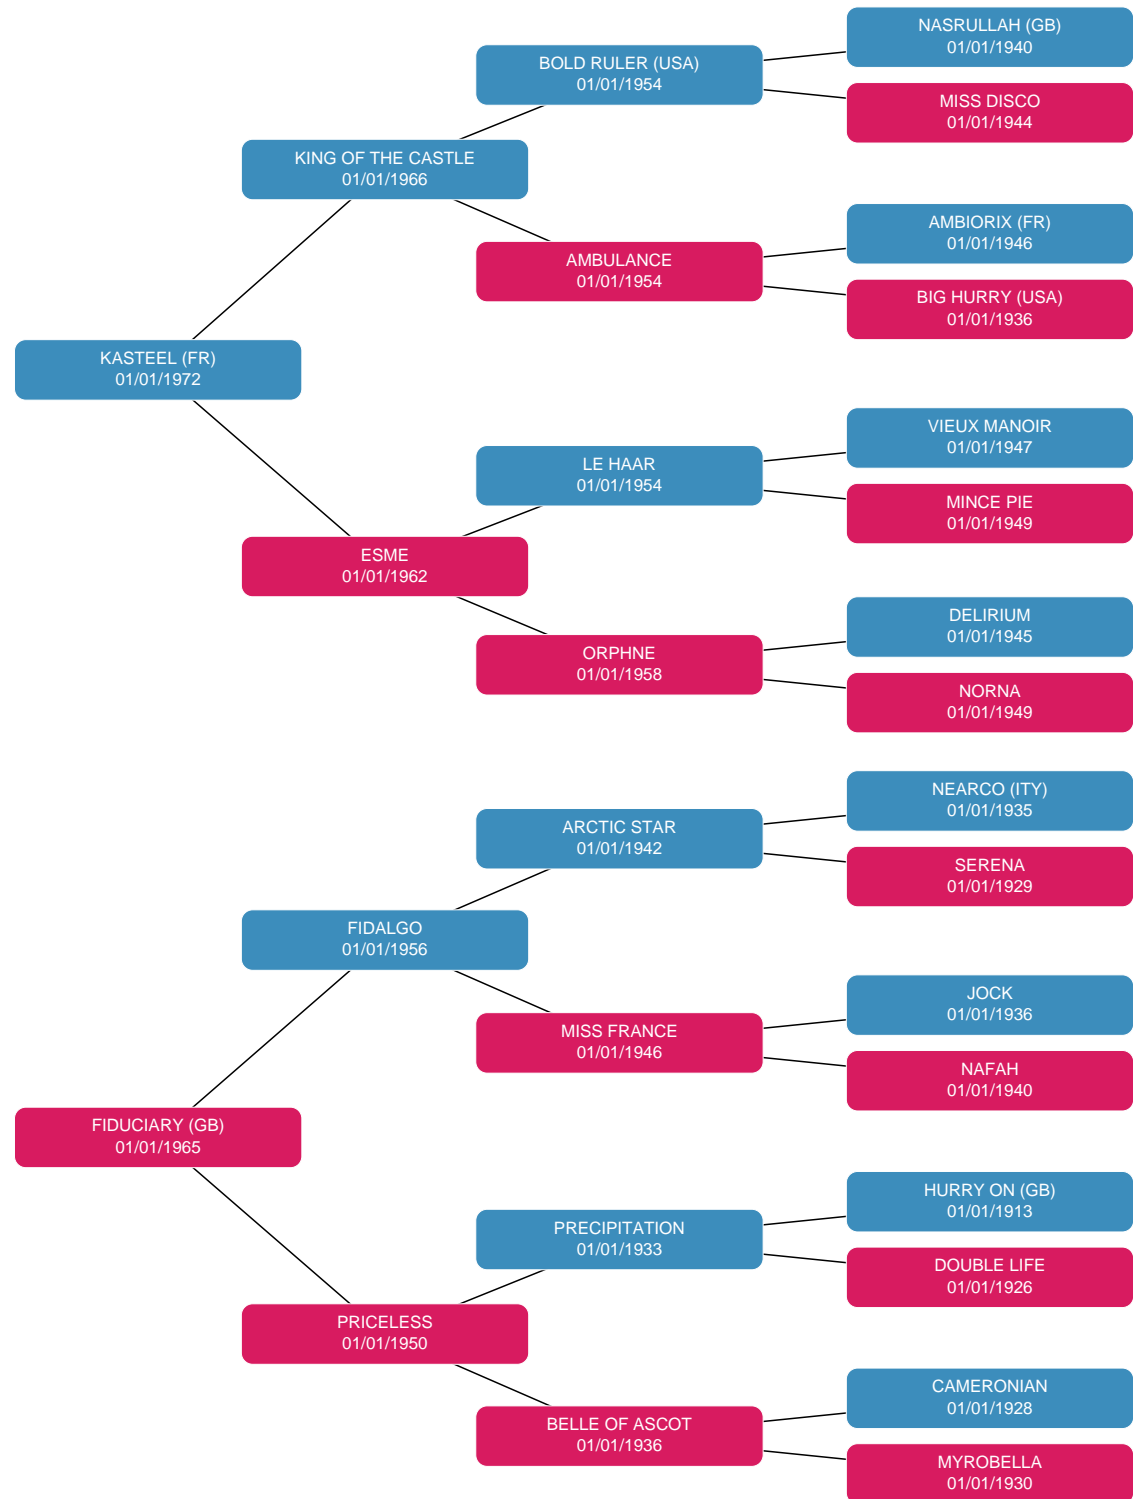 NASRULLAH (GB)
01/01/1940
BOLD RULER (USA)
01/01/1954
MISS DISCO
01/01/1944
KING OF THE CASTLE
01/01/1966
AMBIORIX (FR)
01/01/1946
AMBULANCE
01/01/1954
BIG HURRY (USA)
01/01/1936
KASTEEL (FR)
01/01/1972
VIEUX MANOIR
01/01/1947
LE HAAR
01/01/1954
MINCE PIE
01/01/1949
ESME
01/01/1962
DELIRIUM
01/01/1945
ORPHNE
01/01/1958
NORNA
01/01/1949
NEARCO (ITY)
01/01/1935
ARCTIC STAR
01/01/1942
SERENA
01/01/1929
FIDALGO
01/01/1956
JOCK
01/01/1936
MISS FRANCE
01/01/1946
NAFAH
01/01/1940
FIDUCIARY (GB)
01/01/1965
HURRY ON (GB)
01/01/1913
PRECIPITATION
01/01/1933
DOUBLE LIFE
01/01/1926
PRICELESS
01/01/1950
CAMERONIAN
01/01/1928
BELLE OF ASCOT
01/01/1936
MYROBELLA
01/01/1930